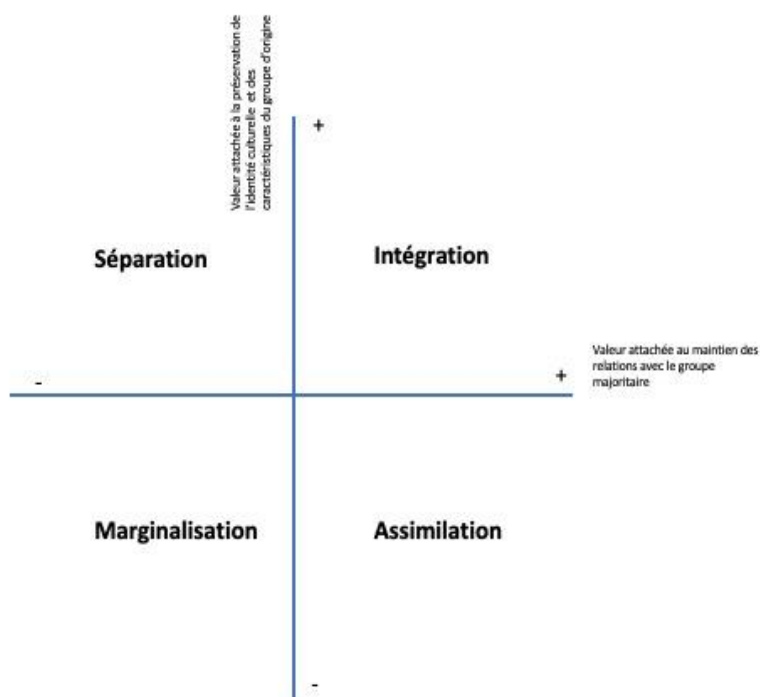 Valeur attachée à la préservation de
l'identité culturelle et des
caractéristiques du groupe d'origine
+
Séparation
Intégration
Valeur attachée au maintien des
relations avec le groupe
majoritaire
-
+
Marginalisation
Assimilation
-